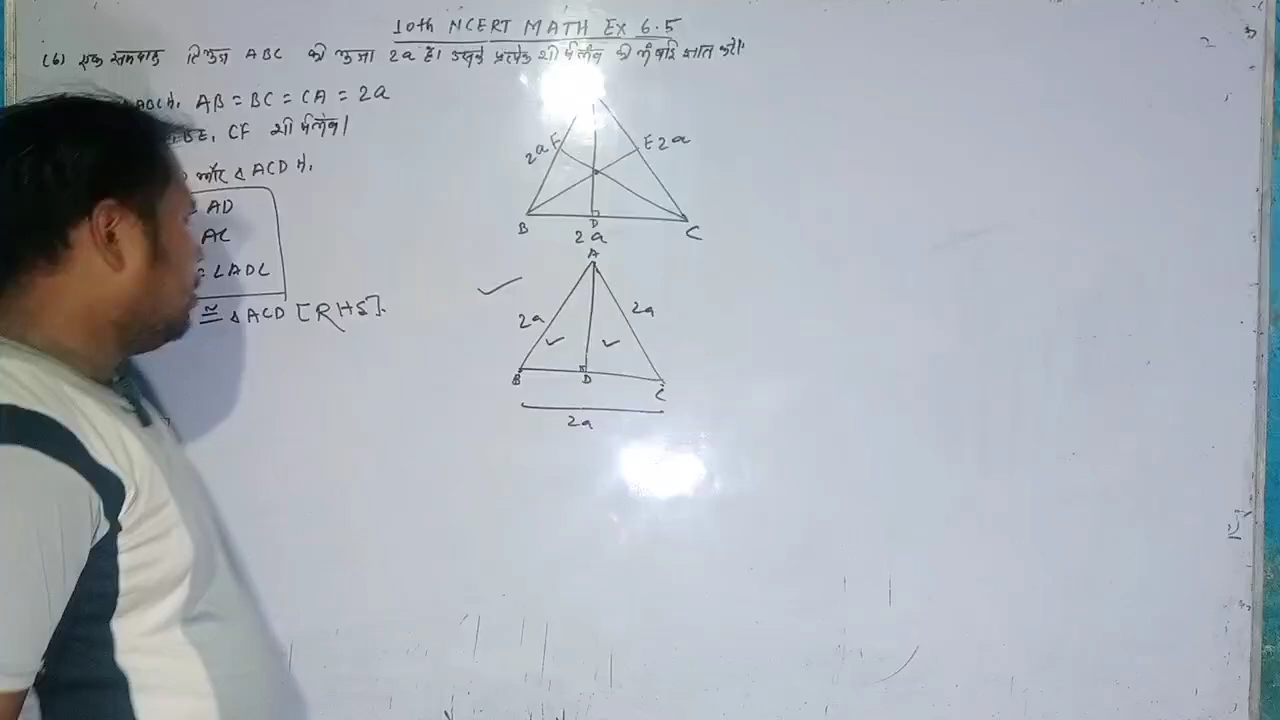 10th NCERT MATH EX 6.5
(6) एक समबाहु त्रिभुज ABC की भुजा 2a है। उसके प्रत्येक शीर्षलंब की लंबाई ज्ञात करें।
AB = BC = CA = 2a
BE, CF शीर्षलंब।
और △ACD में,
AD
AC
= ∠ADC
≅ △ACD [RHS].
2a F
E 2a
B
D
C
2a
A
2a
2a
B
D
C
2a